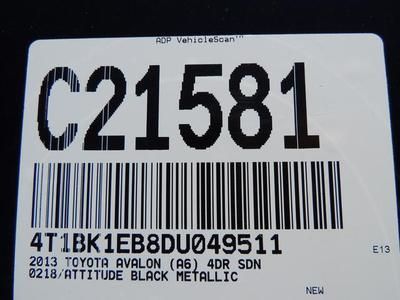 ADP VehicleScan™
C21581
4T1BK1EB8DU049511
E13
2013 TOYOTA AVALON (A6) 4DR SDN
0218/ATTITUDE BLACK METALLIC
NEW